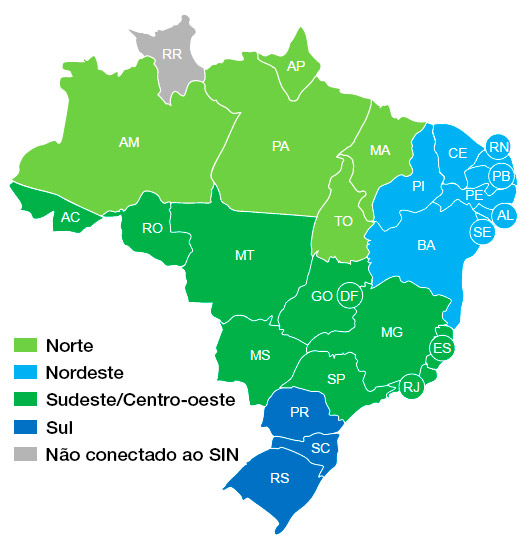 RR
AP
AM
PA
MA
CE
RN
PB
PI
PE
AL
TO
SE
AC
RO
MT
BA
GO
DF
MG
MS
ES
SP
RJ
PR
SC
RS
Norte
Nordeste
Sudeste/Centro-oeste
Sul
Não conectado ao SIN